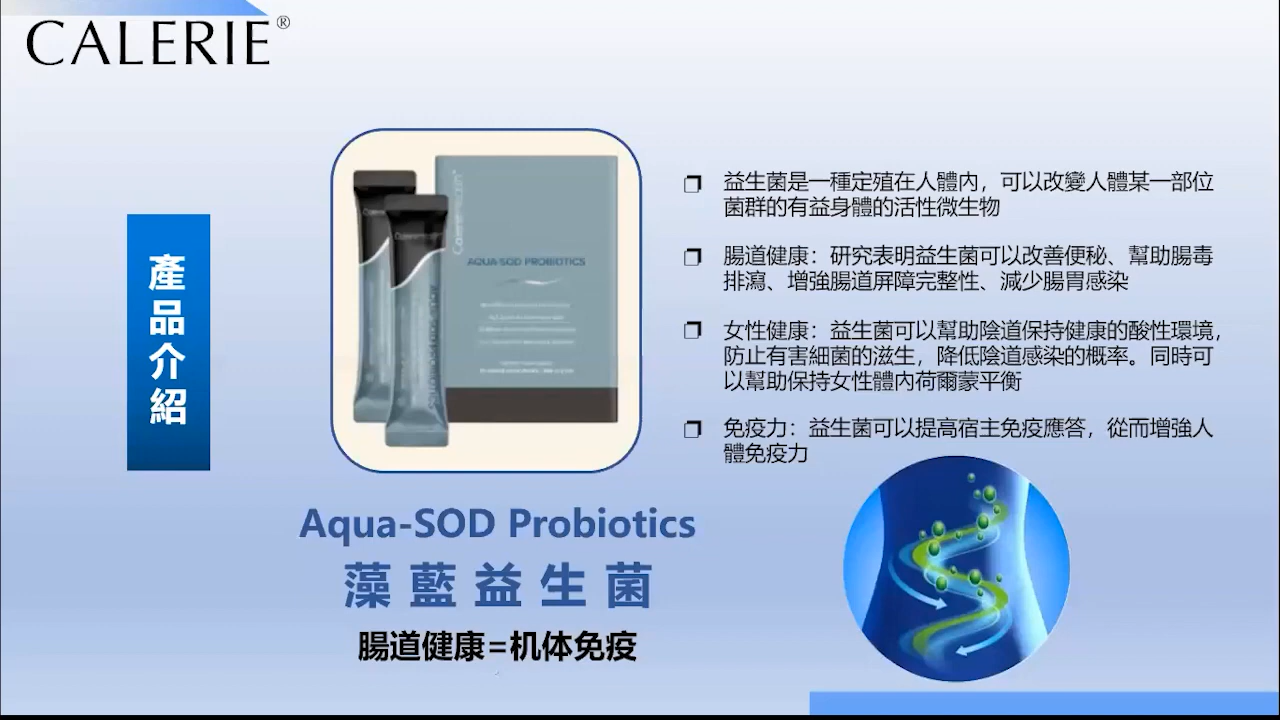 CALERIE®
產品介紹
AQUA-SOD PROBIOTICS
益生菌是一種定殖在人體內，可以改變人體某一部位
菌群的有益身體的活性微生物
腸道健康：研究表明益生菌可以改善便秘、幫助腸毒
排瀉、增強腸道屏障完整性、減少腸胃感染
女性健康：益生菌可以幫助陰道保持健康的酸性環境，
防止有害細菌的滋生，降低陰道感染的概率。同時可
以幫助保持女性體內荷爾蒙平衡
免疫力：益生菌可以提高宿主免疫應答，從而增強人
體免疫力
Aqua-SOD Probiotics
藻藍益生菌
腸道健康=机体免疫